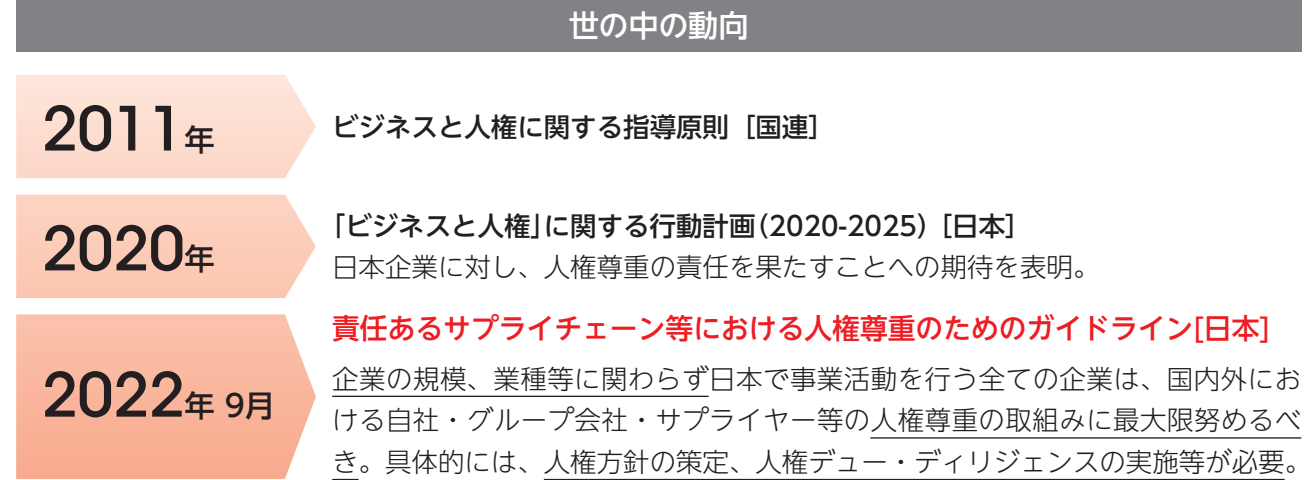 世の中の動向
2011年
ビジネスと人権に関する指導原則［国連］
2020年
「ビジネスと人権」に関する行動計画（2020-2025）［日本］
日本企業に対し、人権尊重の責任を果たすことへの期待を表明。
2022年 9月
責任あるサプライチェーン等における人権尊重のためのガイドライン[日本]
企業の規模、業種等に関わらず日本で事業活動を行う全ての企業は、国内外にお
ける自社・グループ会社・サプライヤー等の人権尊重の取組みに最大限努めるべ
き。具体的には、人権方針の策定、人権デュー・ディリジェンスの実施等が必要。